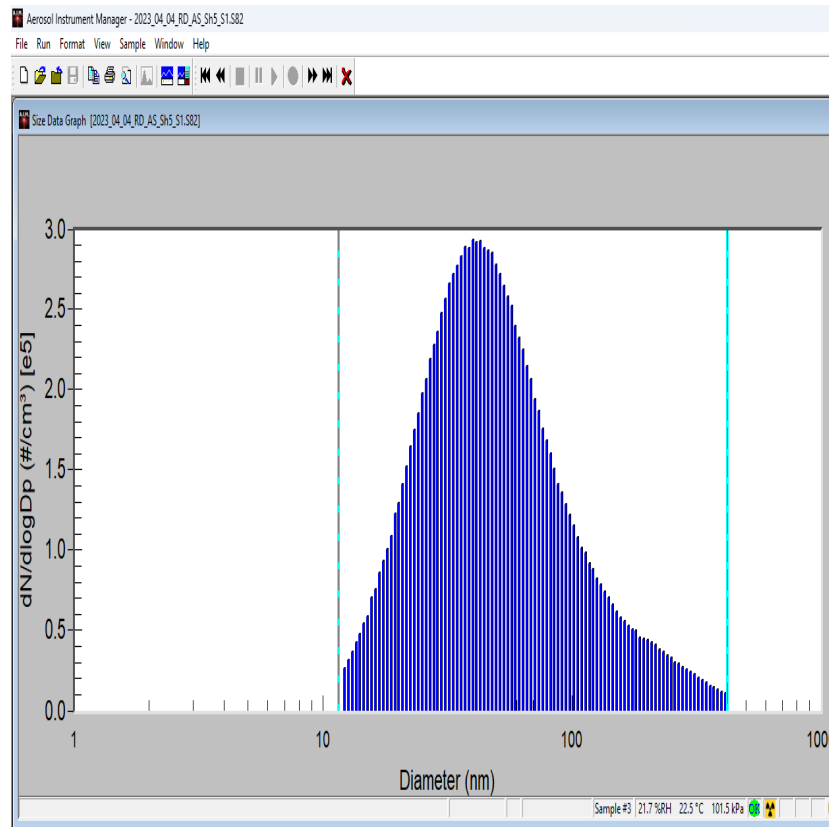 Aerosol Instrument Manager - 2023_04_04_RD_AS_Sh5_S1.S82
File Run Format View Sample Window Help
Size Data Graph [2023_04_04_RD_AS_Sh5_S1.S82]
dN/dlogDp (#/cm³) [e5]
3.0
2.5
2.0
1.5
1.0
0.5
0.0
1 10 100 1000
Diameter (nm)
Sample #3 21.7 %RH 22.5 °C 101.5 kPa OK